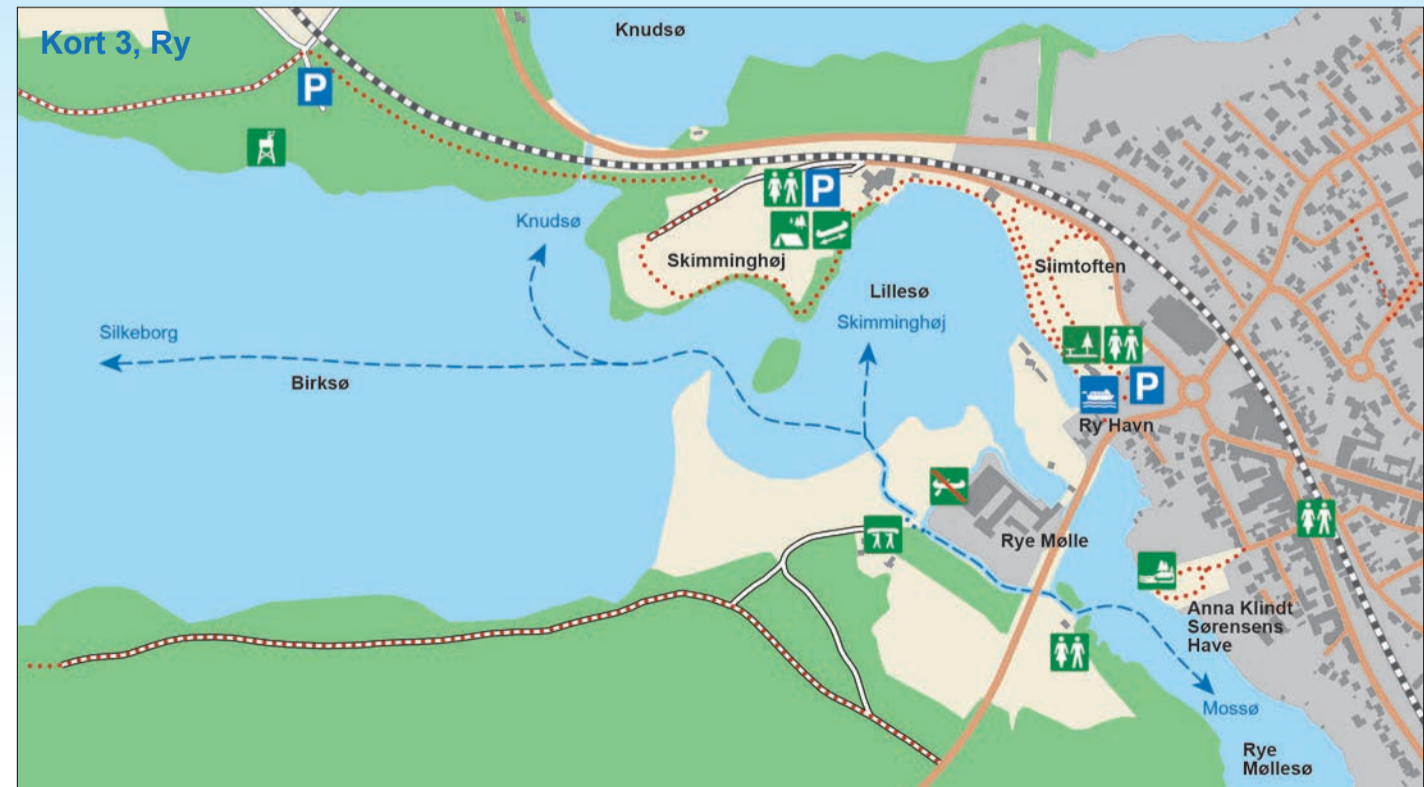 Kort 3, Ry
Knudsø
P
P
Knudsø
Skimminghøj
Siimtoften
Lillesø
Skimminghøj
Silkeborg
Birksø
P
Ry Havn
Rye Mølle
Anna Klindt
Sørensens
Have
Mossø
Rye
Møllesø